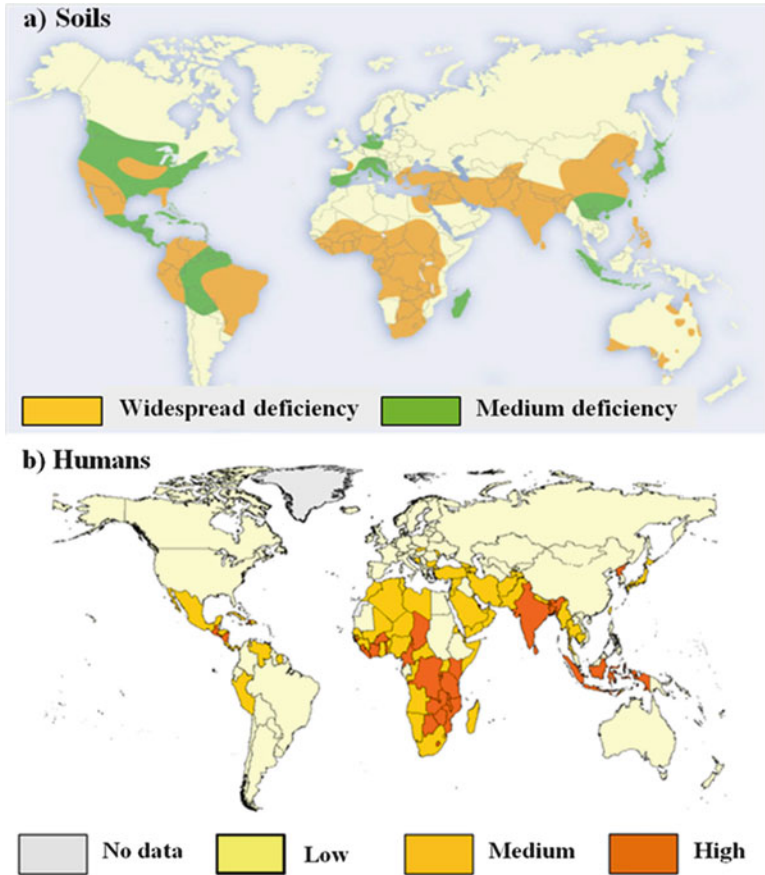 a) Soils
Widespread deficiency Medium deficiency
b) Humans
No data Low Medium High